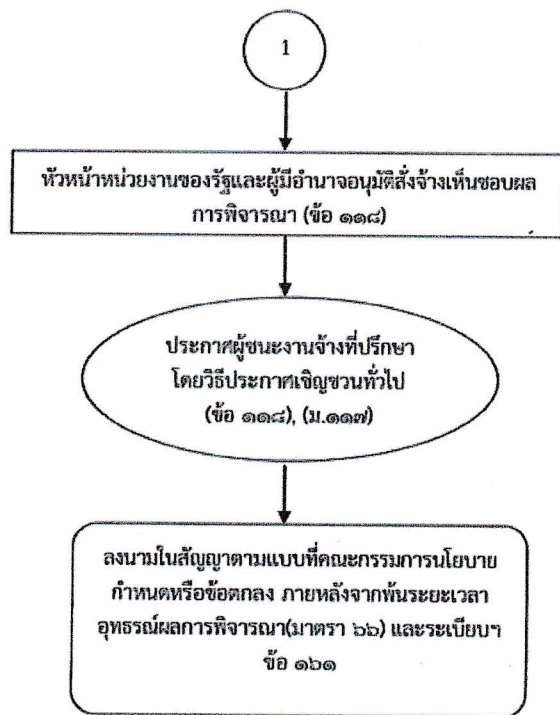 1
หัวหน้าหน่วยงานของรัฐและผู้มีอำนาจอนุมัติสั่งจ้างเห็นชอบผล
การพิจารณา (ข้อ ๑๑๘)
ประกาศผู้ชนะงานจ้างที่ปรึกษา
โดยวิธีประกาศเชิญชวนทั่วไป
(ข้อ ๑๑๘), (ม.๑๑๗)
ลงนามในสัญญาตามแบบที่คณะกรรมการนโยบาย
กำหนดหรือข้อตกลง ภายหลังจากพ้นระยะเวลา
อุทธรณ์ผลการพิจารณา(มาตรา ๖๖) และระเบียบฯ
ข้อ ๑๖๑